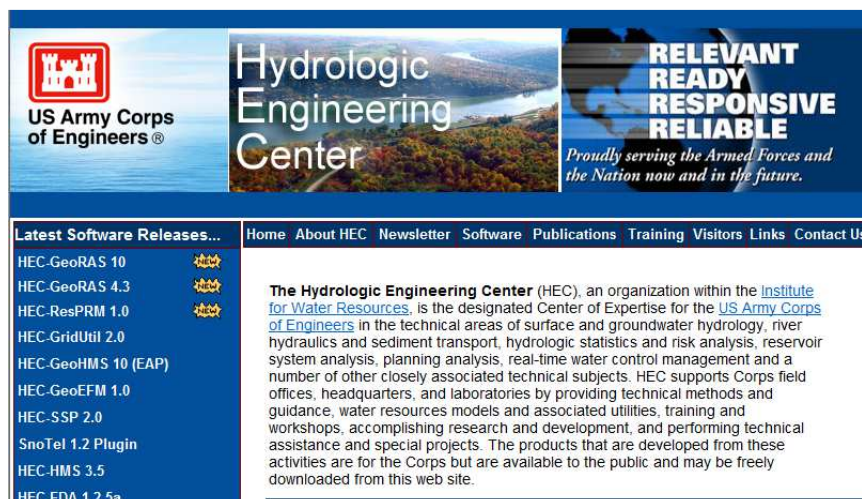 US Army Corps
of Engineers ®
Hydrologic
Engineering
Center
RELEVANT
READY
RESPONSIVE
RELIABLE
Proudly serving the Armed Forces and
the Nation now and in the future.
Latest Software Releases...
Home About HEC Newsletter Software Publications Training Visitors Links Contact Us
HEC-GeoRAS 10 NEW
HEC-GeoRAS 4.3 NEW
HEC-ResPRM 1.0 NEW
HEC-GridUtil 2.0
HEC-GeoHMS 10 (EAP)
HEC-GeoEFM 1.0
HEC-SSP 2.0
SnoTel 1.2 Plugin
HEC-HMS 3.5
HEC-FDA 1.2.5a
The Hydrologic Engineering Center (HEC), an organization within the Institute
for Water Resources, is the designated Center of Expertise for the US Army Corps
of Engineers in the technical areas of surface and groundwater hydrology, river
hydraulics and sediment transport, hydrologic statistics and risk analysis, reservoir
system analysis, planning analysis, real-time water control management and a
number of other closely associated technical subjects. HEC supports Corps field
offices, headquarters, and laboratories by providing technical methods and
guidance, water resources models and associated utilities, training and
workshops, accomplishing research and development, and performing technical
assistance and special projects. The products that are developed from these
activities are for the Corps but are available to the public and may be freely
downloaded from this web site.